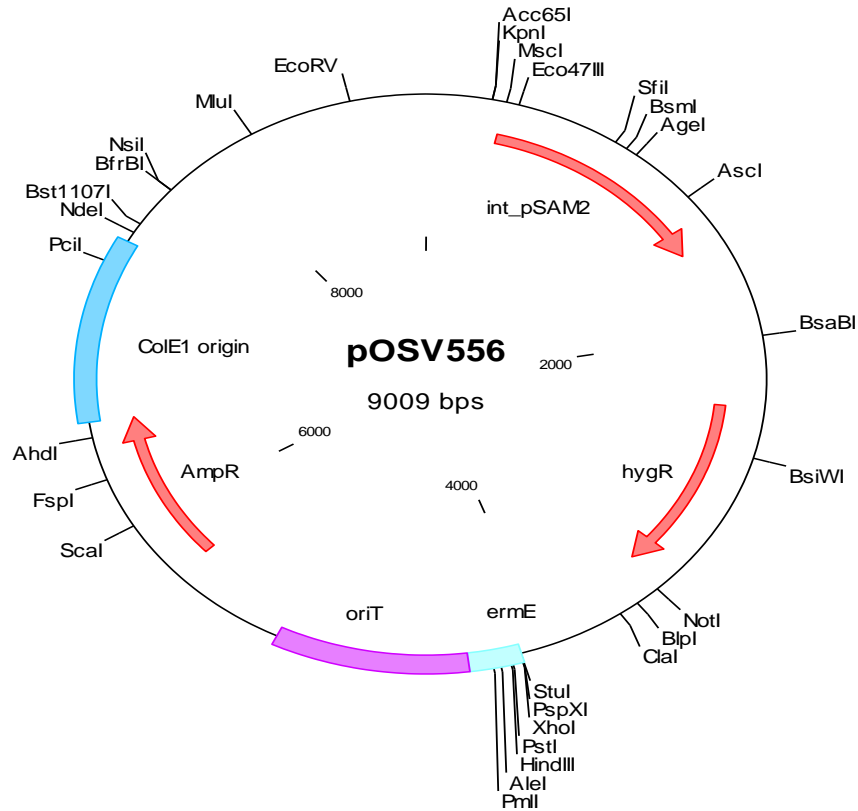 Acc65I
KpnI
MscI
Eco47III
EcoRV
SfiI
BsmI
AgeI
MluI
NsiI
BfrBI
AscI
Bst1107I
NdeI
int_pSAM2
PciI
I
8000
BsaBI
ColE1 origin
pOSV556
2000
9009 bps
AhdI
6000
AmpR
hygR
BsiWI
FspI
4000
ScaI
oriT
ermE
NotI
BlpI
ClaI
StuI
PspXI
XhoI
PstI
HindIII
AleI
PmlI